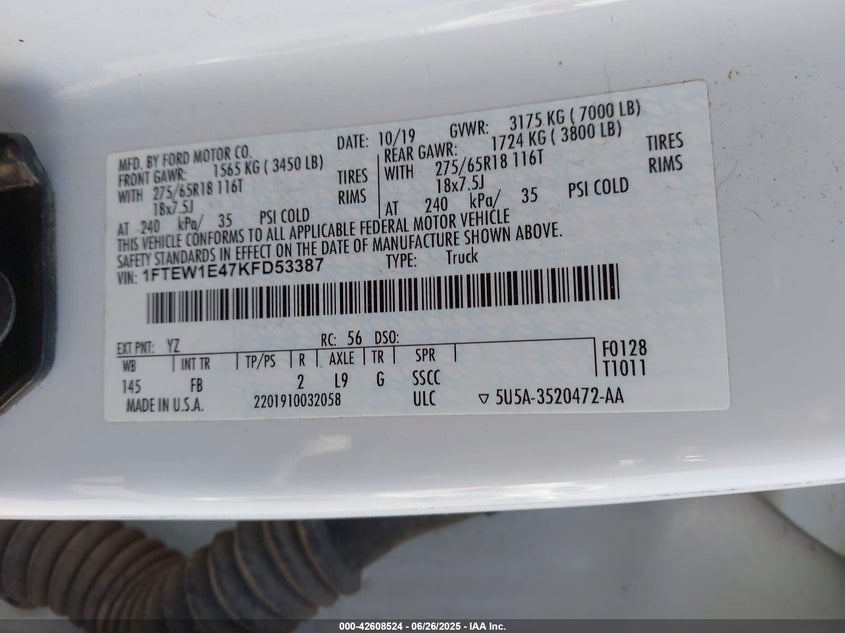 MFD. BY FORD MOTOR CO.
DATE: 10/19 GVWR: 3175 KG ( 7000 LB)
FRONT GAWR: 1565 KG ( 3450 LB)
REAR GAWR: 1724 KG ( 3800 LB)
WITH 275/65R18 116T TIRES
WITH 275/65R18 116T TIRES
18x7.5J RIMS
18x7.5J RIMS
AT 240 kPa/ 35 PSI COLD
AT 240 kPa/ 35 PSI COLD
THIS VEHICLE CONFORMS TO ALL APPLICABLE FEDERAL MOTOR VEHICLE
SAFETY STANDARDS IN EFFECT ON THE DATE OF MANUFACTURE SHOWN ABOVE.
VIN: 1FTEW1E47KFD53387 TYPE: Truck
EXT PNT: YZ RC: 56 DSO:
WB INT TR TP/PS R AXLE TR SPR
145 FB 2 L9 G SSCC
F0128
T1011
MADE IN U.S.A. 2201910032058 ULC ▽ 5U5A-3520472-AA
000-42608524 | 06/26/2025 - IAA Inc.